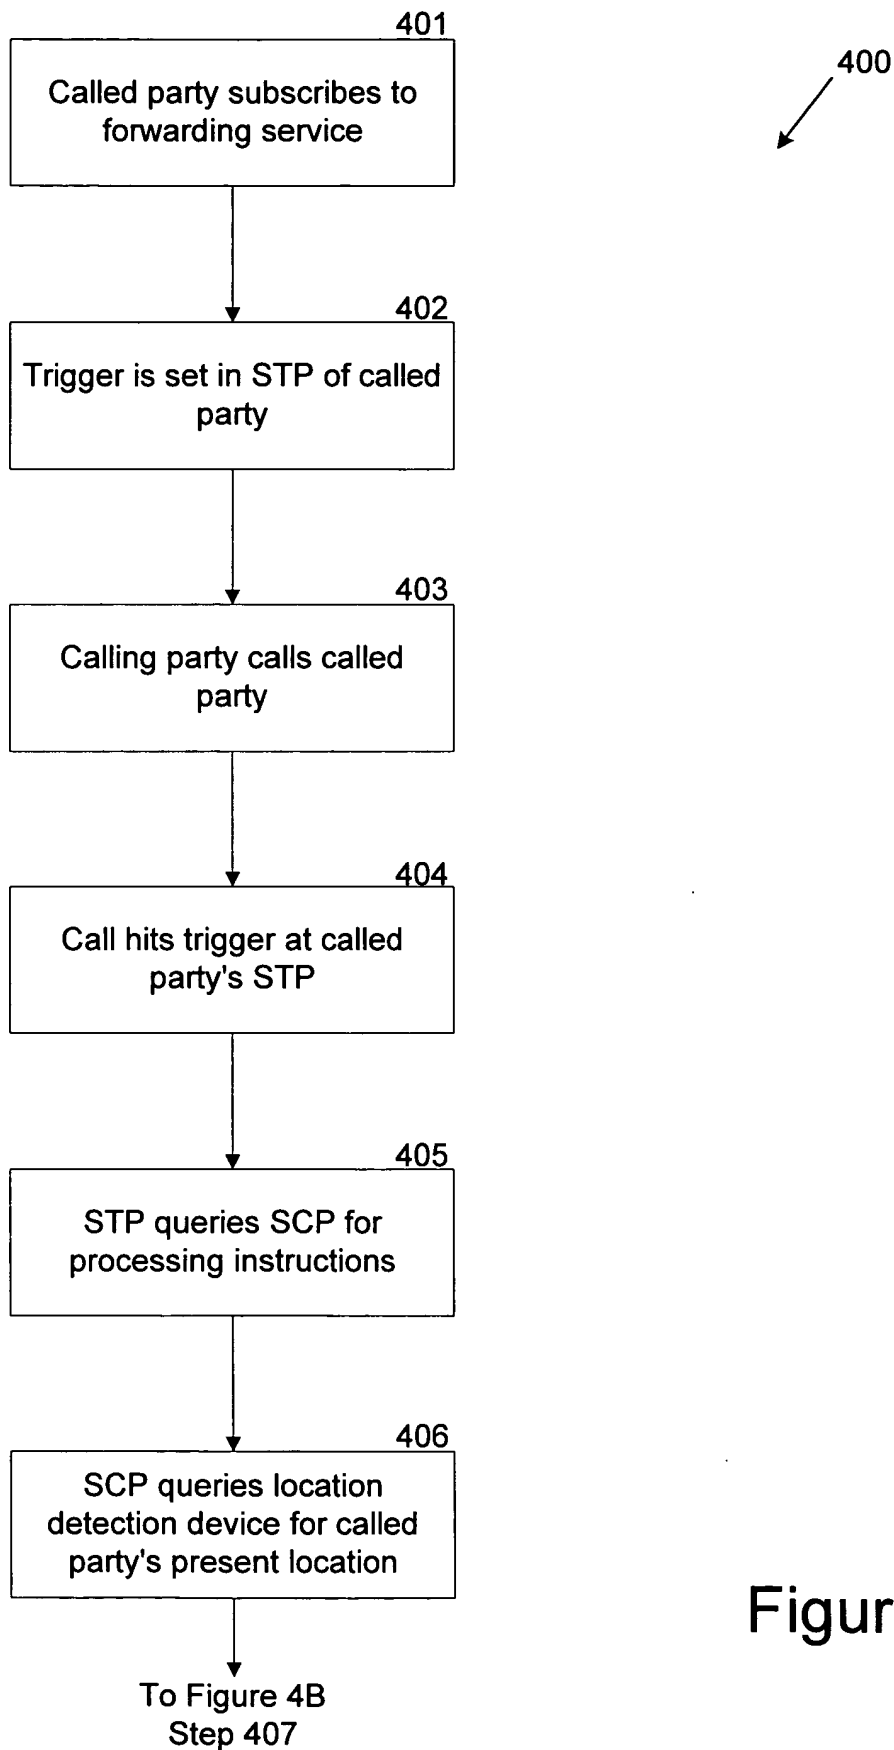 401
400
Called party subscribes to
forwarding service
402
Trigger is set in STP of called
party
403
Calling party calls called
party
404
Call hits trigger at called
party's STP
405
STP queries SCP for
processing instructions
406
SCP queries location
detection device for called
party's present location
Figur
To Figure 4B
Step 407